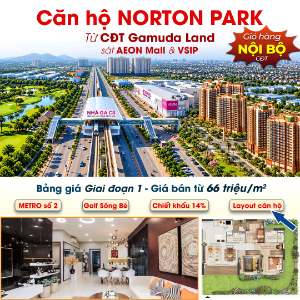 Căn hộ NORTON PARK
Từ CĐT Gamuda Land
sát AEON Mall & VSIP
Giỏ hàng
NỘI BỘ
CĐT
NHÀ GA C8
Bảng giá Giai đoạn 1 - Giá bán từ 66 triệu/m²
METRO số 2
Golf Sông Bé
Chiết khấu 14%
Layout căn hộ